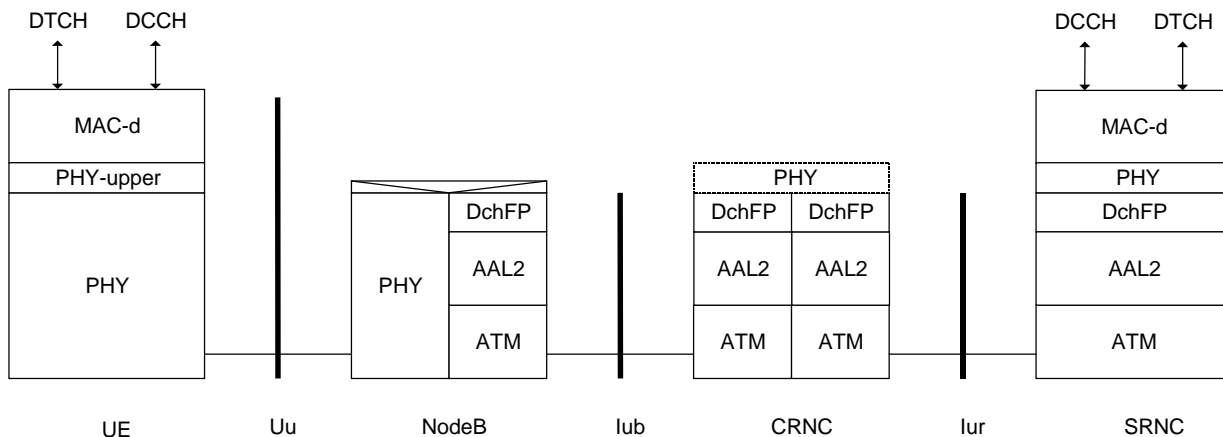 DTCH DCCH
DCCH DTCH
MAC-d
MAC-d
PHY-upper
PHY
PHY
PHY
DchFP
DchFP DchFP
DchFP
PHY
AAL2
AAL2 AAL2
AAL2
PHY
ATM
ATM ATM
ATM
UE Uu NodeB Iub CRNC Iur SRNC